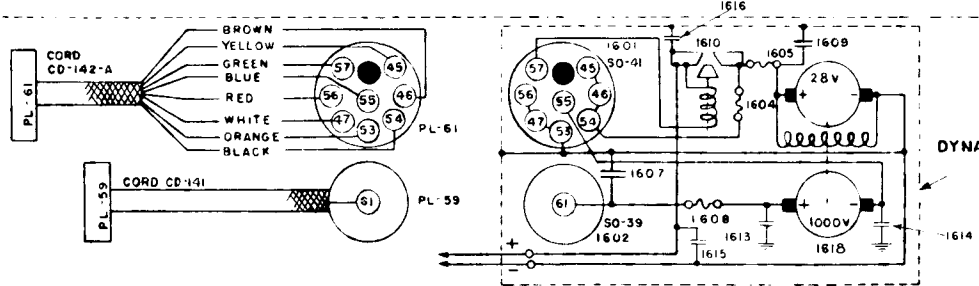 BROWN
YELLOW
GREEN
BLUE
RED
WHITE
ORANGE
BLACK
CORD
CD-142-A
PL-61
57
45
56
55
46
47
53
54
PL-61
PL-59
CORD CD-141
61
PL-59
1616
1601
SO-41
1610
1605
1609
57
45
56
55
46
47
53
54
1604
28V
+
−
1607
DYNA
61
SO-39
1602
1608
1613
1000V
+
−
1618
1614
1615
+
−